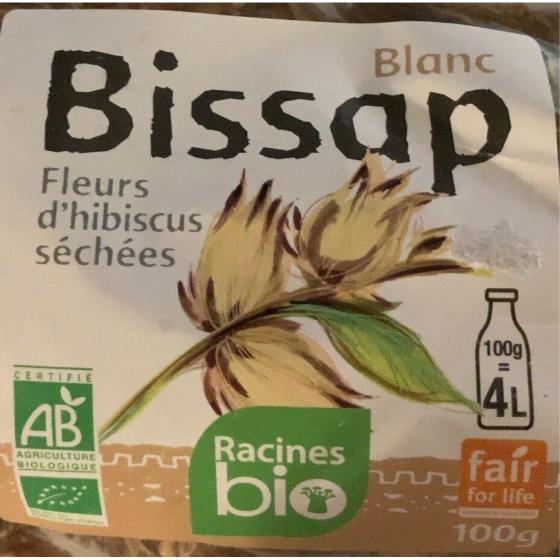 Blanc
Bissap
Fleurs
d'hibiscus
séchées
100g
=
4L
CERTIFIÉ
AB
AGRICULTURE
BIOLOGIQUE
Racines
bio
fair
for life
100g